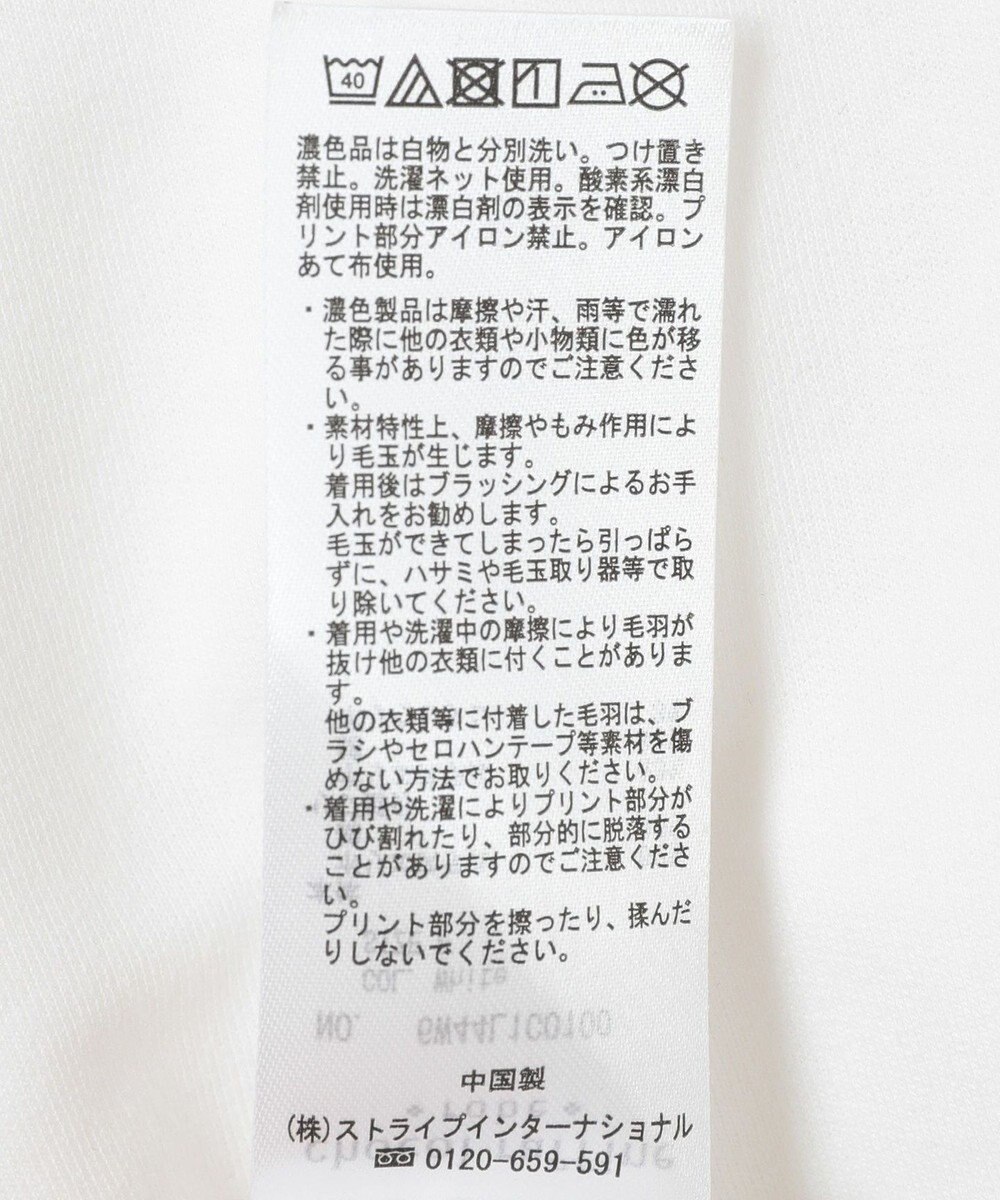 40
濃色品は白物と分別洗い。つけ置き
禁止。洗濯ネット使用。酸素系漂白
剤使用時は漂白剤の表示を確認。プ
リント部分アイロン禁止。アイロン
あて布使用。
・濃色製品は摩擦や汗、雨等で濡れ
た際に他の衣類や小物類に色が移
る事がありますのでご注意くださ
い。
・素材特性上、摩擦やもみ作用によ
り毛玉が生じます。
着用後はブラッシングによるお手
入れをお勧めします。
毛玉ができてしまったら引っぱら
ずに、ハサミや毛玉取り器等で取
り除いてください。
・着用や洗濯中の摩擦により毛羽が
抜け他の衣類に付くことがありま
す。
他の衣類等に付着した毛羽は、ブ
ラシやセロハンテープ等素材を傷
めない方法でお取りください。
・着用や洗濯によりプリント部分が
ひび割れたり、部分的に脱落する
ことがありますのでご注意くださ
い。
プリント部分を擦ったり、揉んだ
りしないでください。
COL. White
NO. 6W44L1C0100
中国製
(株)ストライプインターナショナル
0120-659-591